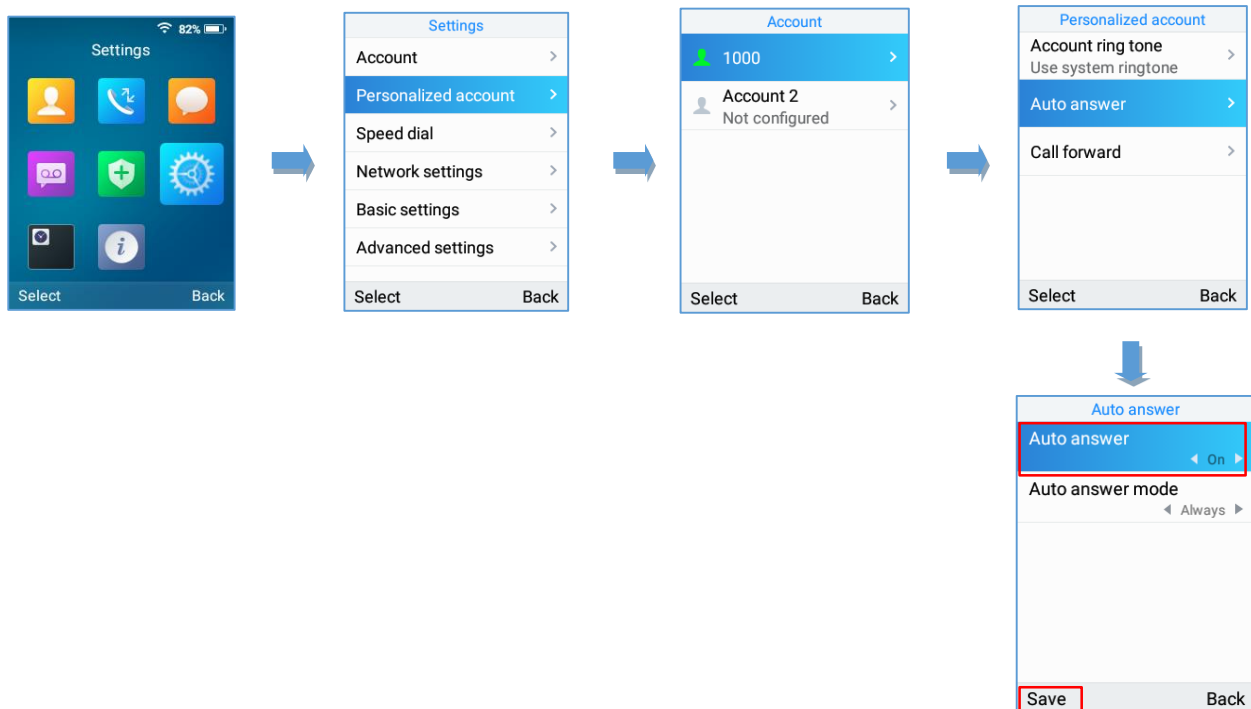 82%
Settings
Select Back
Settings
Account
Personalized account
Speed dial
Network settings
Basic settings
Advanced settings
Select Back
Account
1000
Account 2
Not configured
Select Back
Personalized account
Account ring tone
Use system ringtone
Auto answer
Call forward
Select Back
Auto answer
Auto answer
On
Auto answer mode
Always
Save Back